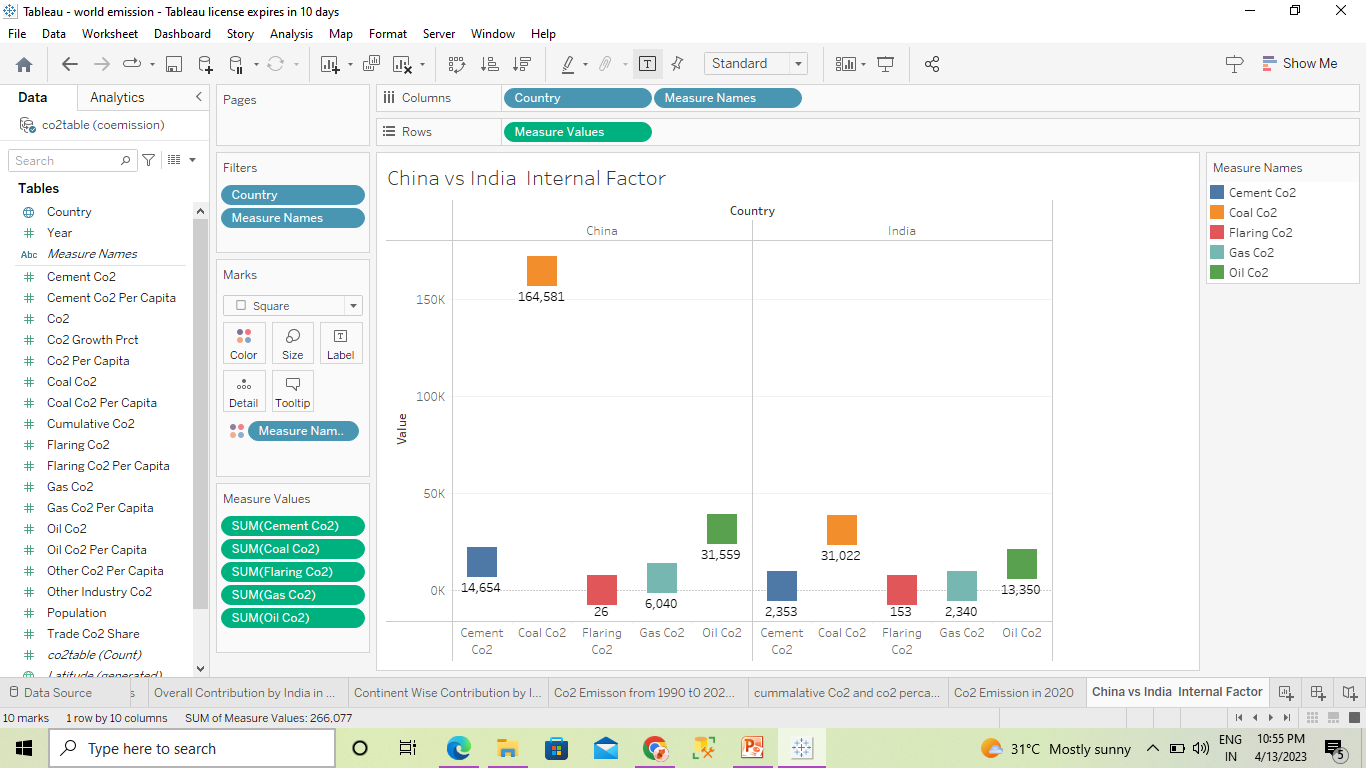 Tableau - world emission - Tableau license expires in 10 days
File Data Worksheet Dashboard Story Analysis Map Format Server Window Help
Standard
Show Me
Data Analytics
co2table (coemission)
Search
Tables
Country
Year
Abc Measure Names
Cement Co2
Cement Co2 Per Capita
Co2
Co2 Growth Prct
Co2 Per Capita
Coal Co2
Coal Co2 Per Capita
Cumulative Co2
Flaring Co2
Flaring Co2 Per Capita
Gas Co2
Gas Co2 Per Capita
Oil Co2
Oil Co2 Per Capita
Other Co2 Per Capita
Other Industry Co2
Population
Trade Co2 Share
co2table (Count)
Latitude (generated)
Pages
Filters
Country
Measure Names
Marks
Square
Color Size Label
Detail Tooltip
Measure Nam..
Measure Values
SUM(Cement Co2)
SUM(Coal Co2)
SUM(Flaring Co2)
SUM(Gas Co2)
SUM(Oil Co2)
Columns Country Measure Names
Rows Measure Values
China vs India Internal Factor
Country
China India
Value
150K
100K
50K
0K
164,581
14,654
26
6,040
31,559
2,353
31,022
153
2,340
13,350
Cement Co2 Coal Co2 Flaring Co2 Gas Co2 Oil Co2 Cement Co2 Coal Co2 Flaring Co2 Gas Co2 Oil Co2
Measure Names
Cement Co2
Coal Co2
Flaring Co2
Gas Co2
Oil Co2
Data Source s Overall Contribution by India in ... Continent Wise Contribution by I... Co2 Emisson from 1990 t0 202... cummalative Co2 and co2 perca... Co2 Emission in 2020 China vs India Internal Factor
10 marks 1 row by 10 columns SUM of Measure Values: 266,077
Type here to search
31°C Mostly sunny
ENG
IN
10:55 PM
4/13/2023
5